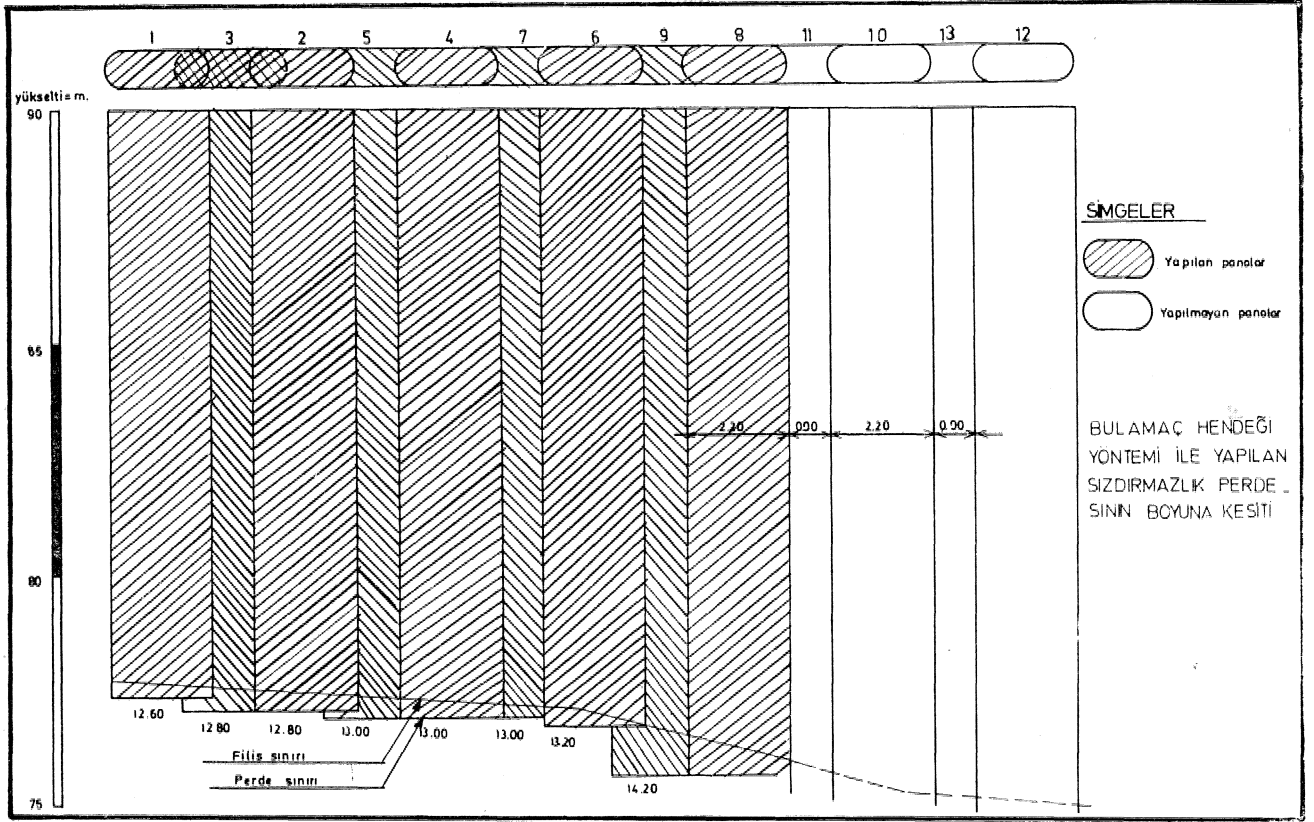 1 3 2 5 4 7 6 9 8 11 10 13 12
yükselti = m.
90
85
80
75
SİMGELER
Yapılan panolar
Yapılmayan panolar
2.20 0.90 2.20 0.90
BULAMAÇ HENDEĞİ
YÖNTEMİ İLE YAPILAN
SIZDIRMAZLIK PERDE_
SİNİN BOYUNA KESİTİ
12.60 12.80 12.80 13.00 13.00 13.00 13.20
14.20
Filiş sınırı
Perde sınırı